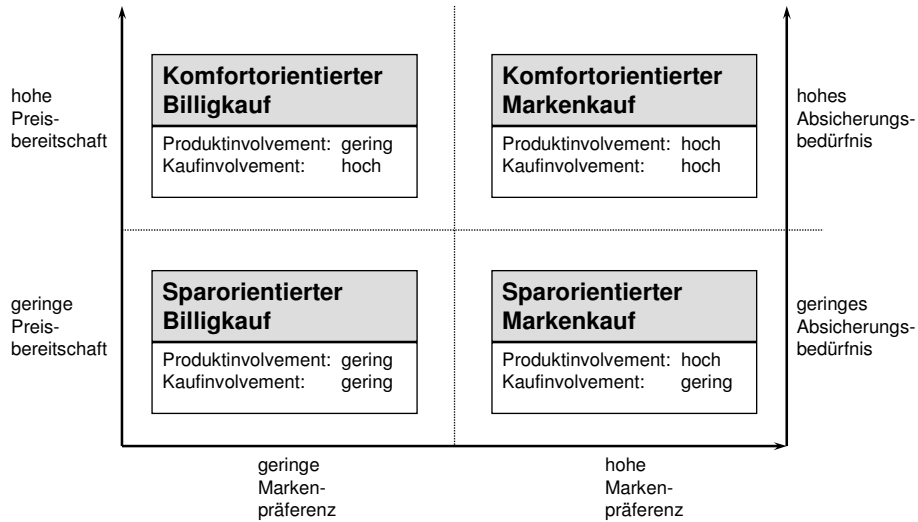 hohe
Preis-
bereitschaft
Komfortorientierter
Billigkauf
Produktinvolvement: gering
Kaufinvolvement: hoch
Komfortorientierter
Markenkauf
Produktinvolvement: hoch
Kaufinvolvement: hoch
hohes
Absicherungs-
bedürfnis
geringe
Preis-
bereitschaft
Sparorientierter
Billigkauf
Produktinvolvement: gering
Kaufinvolvement: gering
Sparorientierter
Markenkauf
Produktinvolvement: hoch
Kaufinvolvement: gering
geringes
Absicherungs-
bedürfnis
geringe
Marken-
präferenz
hohe
Marken-
präferenz